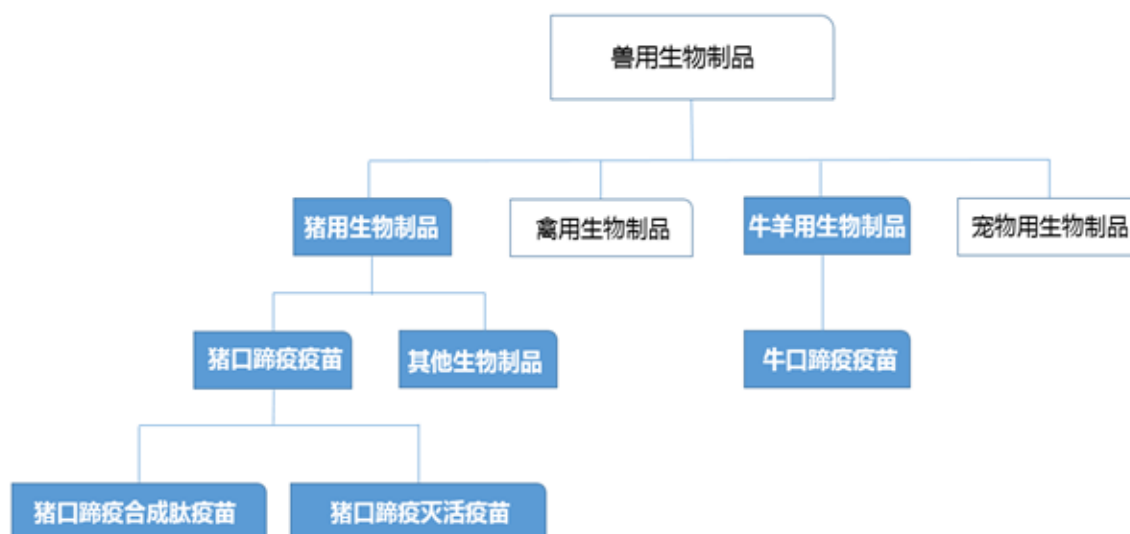 兽用生物制品
猪用生物制品
禽用生物制品
牛羊用生物制品
宠物用生物制品
猪口蹄疫疫苗
其他生物制品
牛口蹄疫疫苗
猪口蹄疫合成肽疫苗
猪口蹄疫灭活疫苗